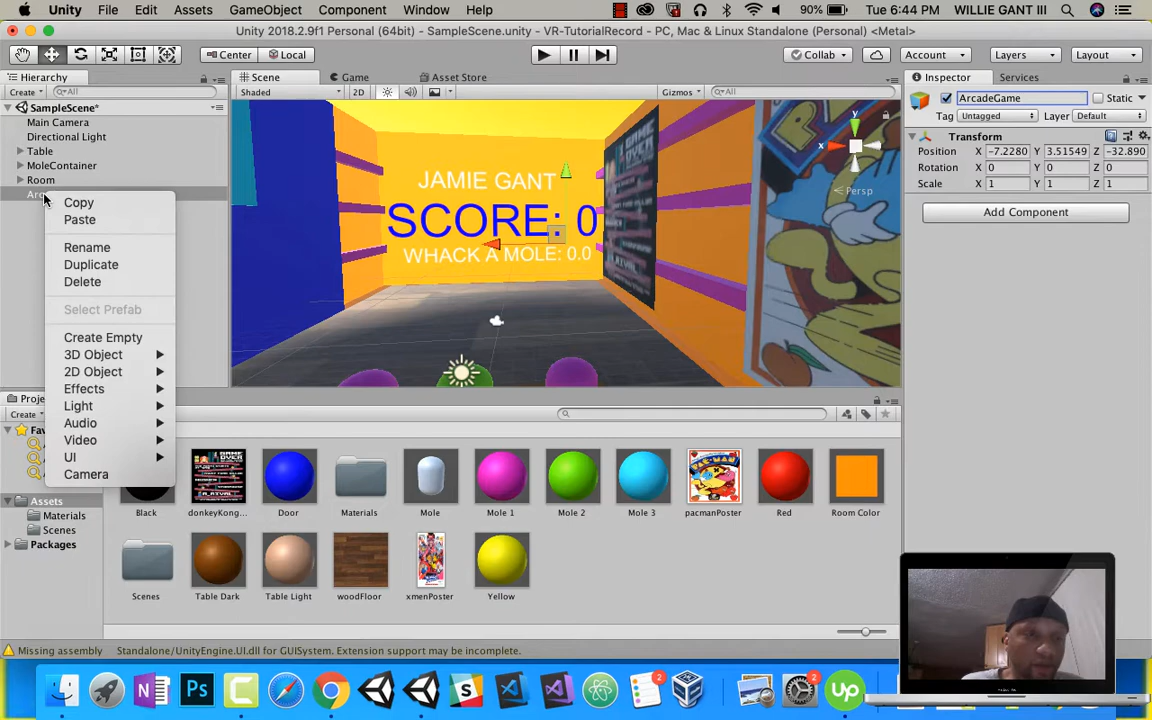 Unity File Edit Assets GameObject Component Window Help 90% Tue 6:44 PM WILLIE GANT III
Unity 2018.2.9f1 Personal (64bit) - SampleScene.unity - VR-TutorialRecord - PC, Mac & Linux Standalone (Personal) <Metal>
Center Local Collab Account Layers Layout
Hierarchy Scene Game Asset Store Inspector Services
Create All Shaded 2D Gizmos All
ArcadeGame Static
Tag Untagged Layer Default
SampleScene*
Main Camera
Directional Light
Table
MoleContainer
Room
Transform
Position X -7.2280 Y 3.51549 Z -32.890
Rotation X 0 Y 0 Z 0
Scale X 1 Y 1 Z 1
Add Component
y
x
Persp
JAMIE GANT
SCORE: 0
WHACK A MOLE: 0.0
GAME OVER
Copy
Paste
Rename
Duplicate
Delete
Select Prefab
Create Empty
3D Object
2D Object
Effects
Light
Audio
Video
UI
Camera
Create
Assets
Materials
Scenes
Packages
Black donkeyKong... Door Materials Mole Mole 1 Mole 2 Mole 3 pacmanPoster Red Room Color
Scenes Table Dark Table Light woodFloor xmenPoster Yellow
Missing assembly Standalone/UnityEngine.UI.dll for GUISystem. Extension support may be incomplete.